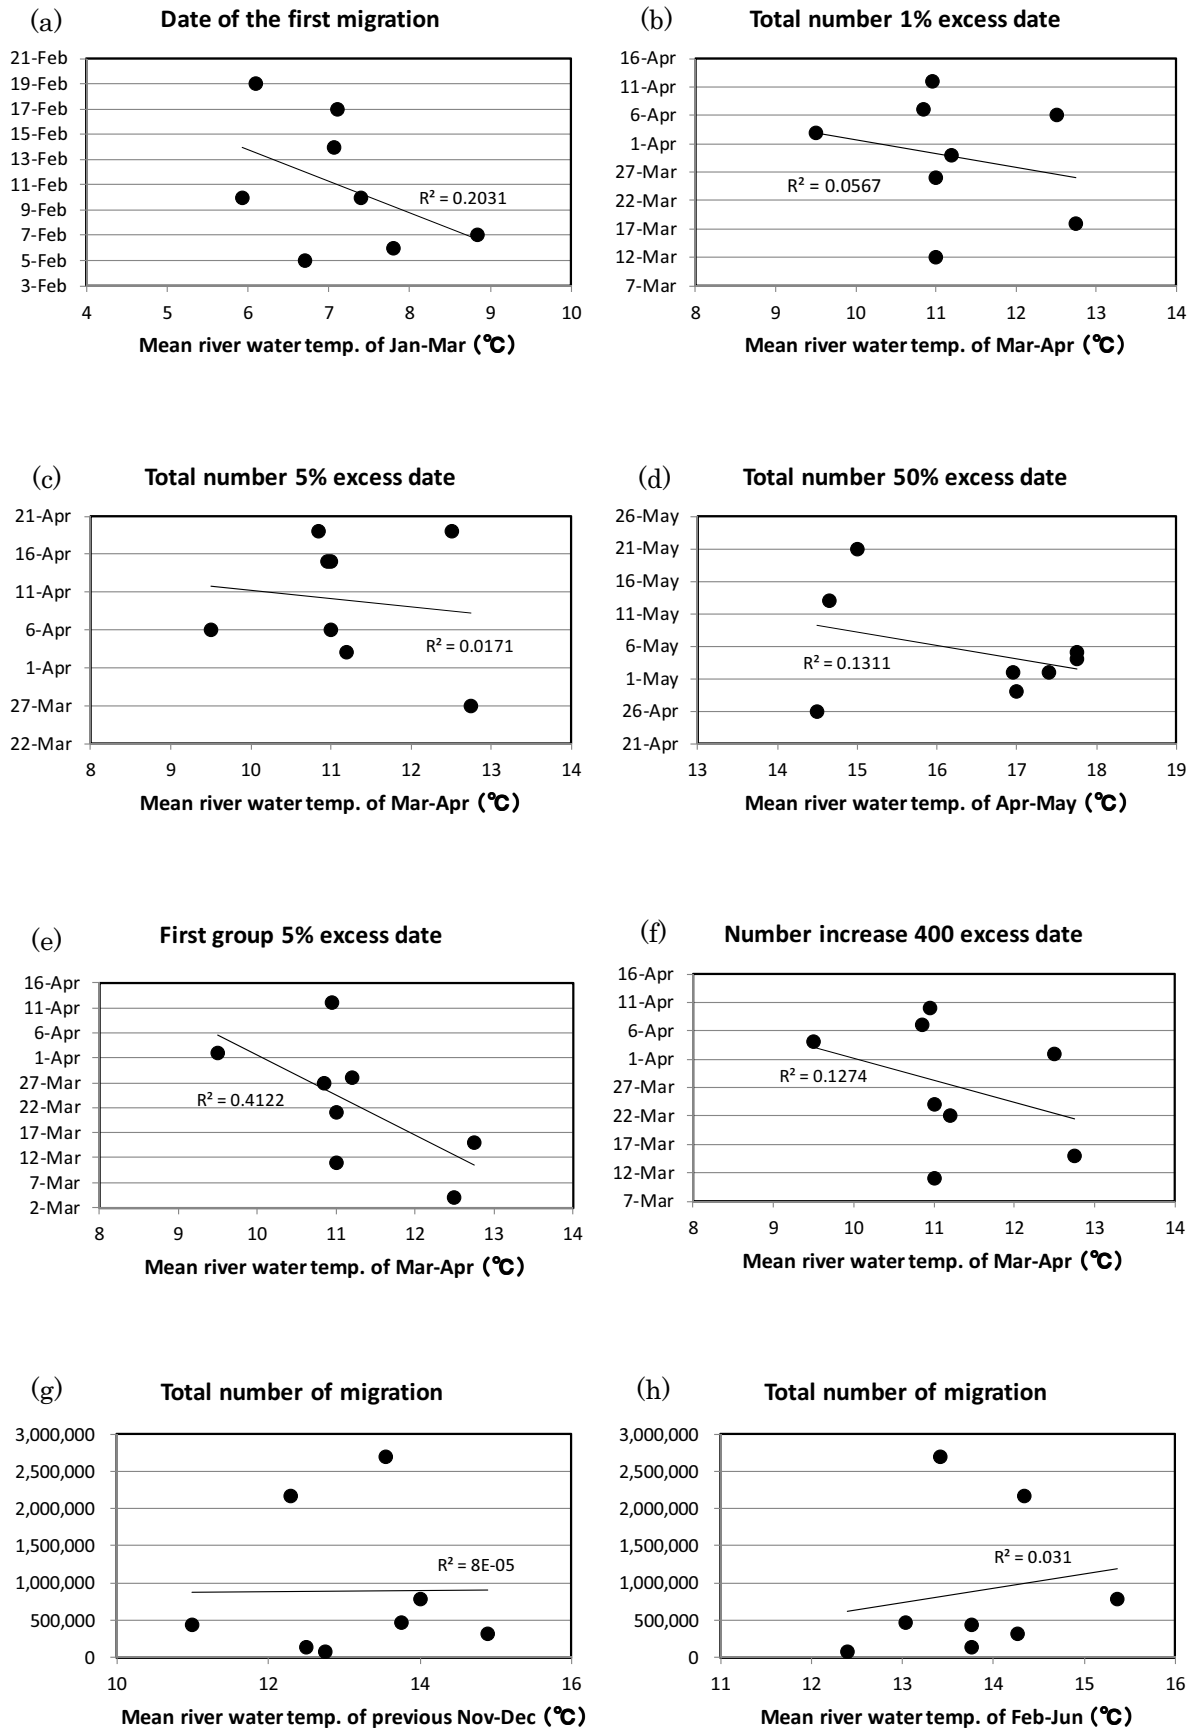 (a) Date of the first migration
21-Feb
19-Feb
17-Feb
15-Feb
13-Feb
11-Feb
9-Feb
7-Feb
5-Feb
3-Feb
R² = 0.2031
4 5 6 7 8 9 10
Mean river water temp. of Jan-Mar (℃)
(b) Total number 1% excess date
16-Apr
11-Apr
6-Apr
1-Apr
27-Mar
22-Mar
17-Mar
12-Mar
7-Mar
R² = 0.0567
8 9 10 11 12 13 14
Mean river water temp. of Mar-Apr (℃)
(c) Total number 5% excess date
21-Apr
16-Apr
11-Apr
6-Apr
1-Apr
27-Mar
22-Mar
R² = 0.0171
8 9 10 11 12 13 14
Mean river water temp. of Mar-Apr (℃)
(d) Total number 50% excess date
26-May
21-May
16-May
11-May
6-May
1-May
26-Apr
21-Apr
R² = 0.1311
13 14 15 16 17 18 19
Mean river water temp. of Apr-May (℃)
(e) First group 5% excess date
16-Apr
11-Apr
6-Apr
1-Apr
27-Mar
22-Mar
17-Mar
12-Mar
7-Mar
2-Mar
R² = 0.4122
8 9 10 11 12 13 14
Mean river water temp. of Mar-Apr (℃)
(f) Number increase 400 excess date
16-Apr
11-Apr
6-Apr
1-Apr
27-Mar
22-Mar
17-Mar
12-Mar
7-Mar
R² = 0.1274
8 9 10 11 12 13 14
Mean river water temp. of Mar-Apr (℃)
(g) Total number of migration
3,000,000
2,500,000
2,000,000
1,500,000
1,000,000
500,000
0
R² = 8E-05
10 12 14 16
Mean river water temp. of previous Nov-Dec (℃)
(h) Total number of migration
3,000,000
2,500,000
2,000,000
1,500,000
1,000,000
500,000
0
R² = 0.031
11 12 13 14 15 16
Mean river water temp. of Feb-Jun (℃)